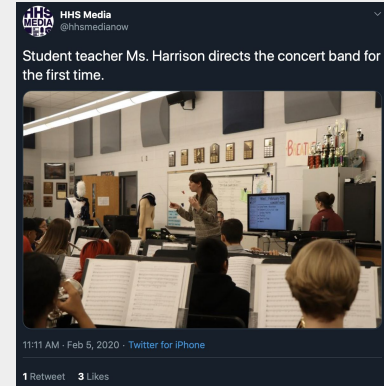 HHS
MEDIA
HHS Media
@hhsmedianow
Student teacher Ms. Harrison directs the concert band for
the first time.
11:11 AM · Feb 5, 2020 · Twitter for iPhone
1 Retweet 3 Likes